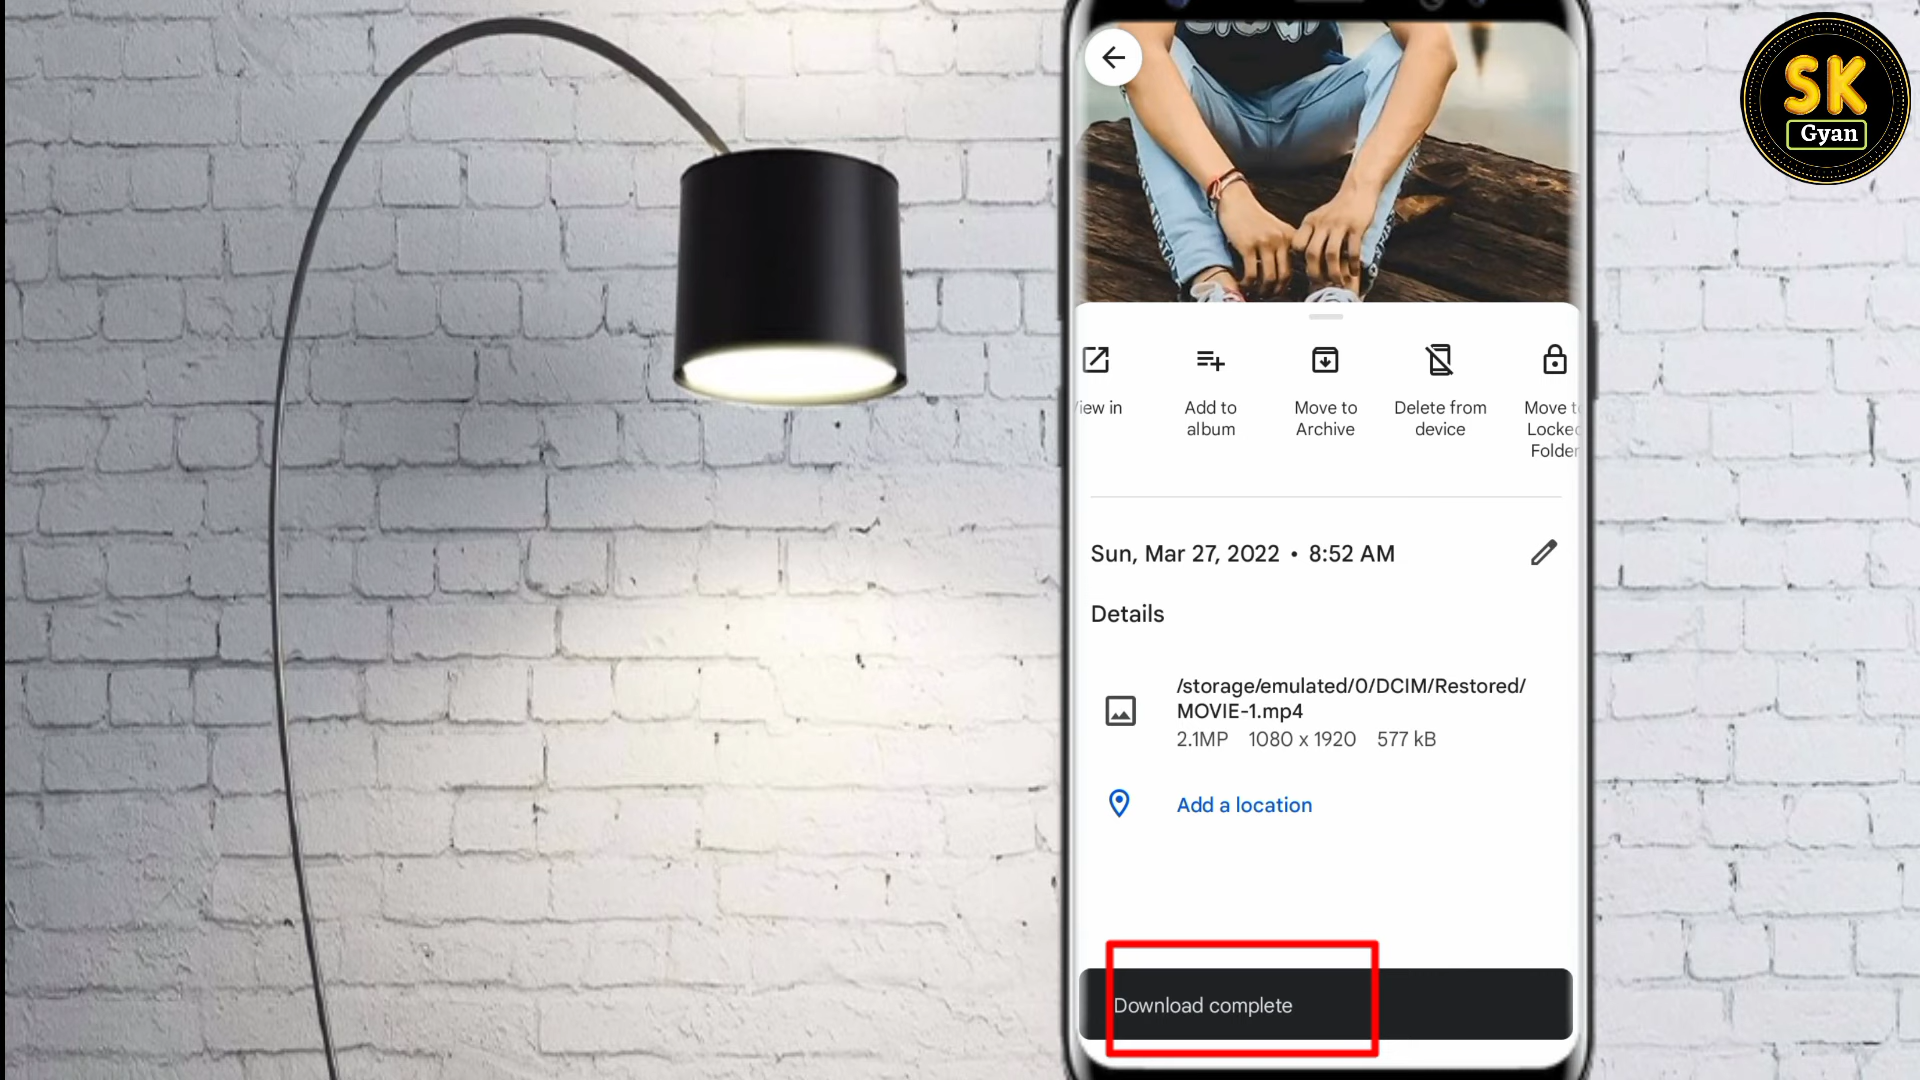 SK
Gyan
iew in
Add to
album
Move to
Archive
Delete from
device
Move t
Locked
Folder
Sun, Mar 27, 2022 • 8:52 AM
Details
/storage/emulated/0/DCIM/Restored/
MOVIE-1.mp4
2.1MP 1080 x 1920 577 kB
Add a location
Download complete